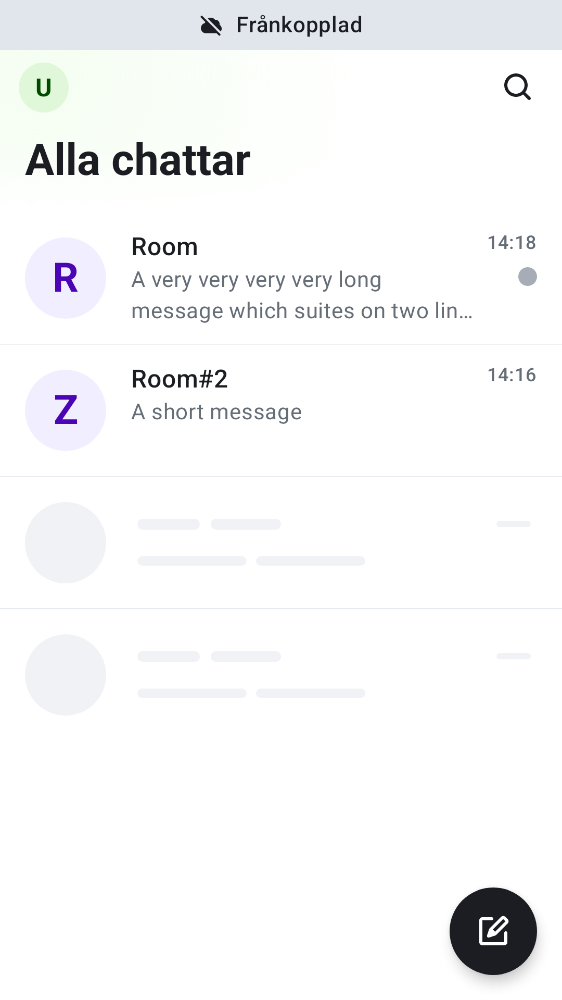 Frånkopplad
U
Alla chattar
R
Room
14:18
A very very very very long
message which suites on two lin…
Z
Room#2
14:16
A short message